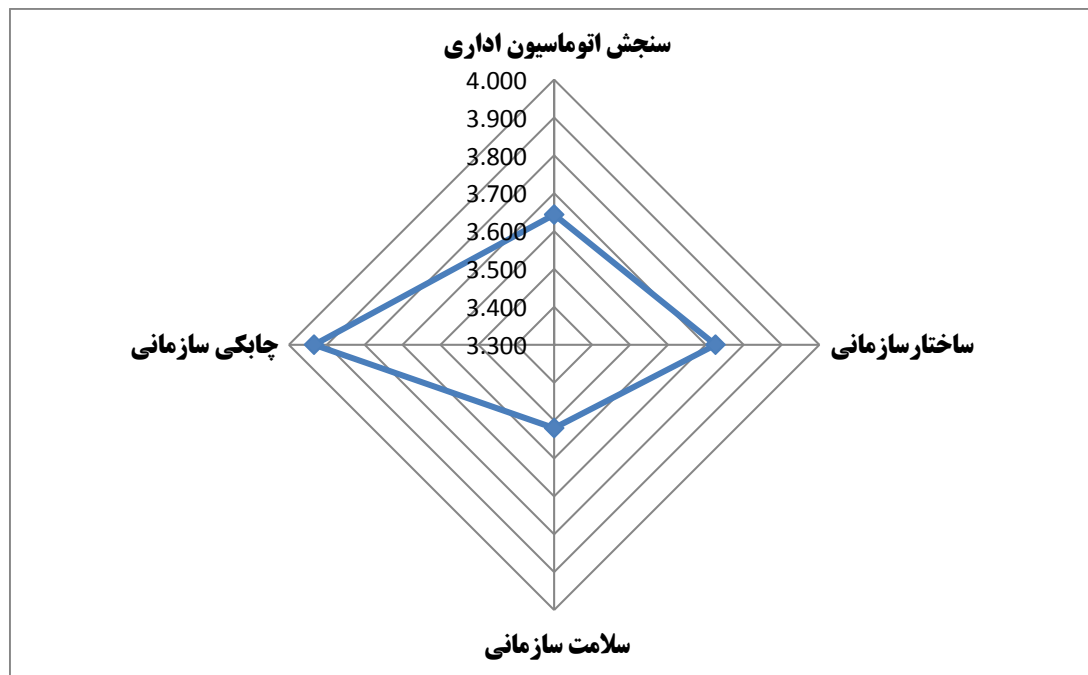 سنجش اتوماسیون اداری
4.000
3.900
3.800
3.700
3.600
3.500
3.400
3.300
ساختارسازمانی
چابکی سازمانی
سلامت سازمانی